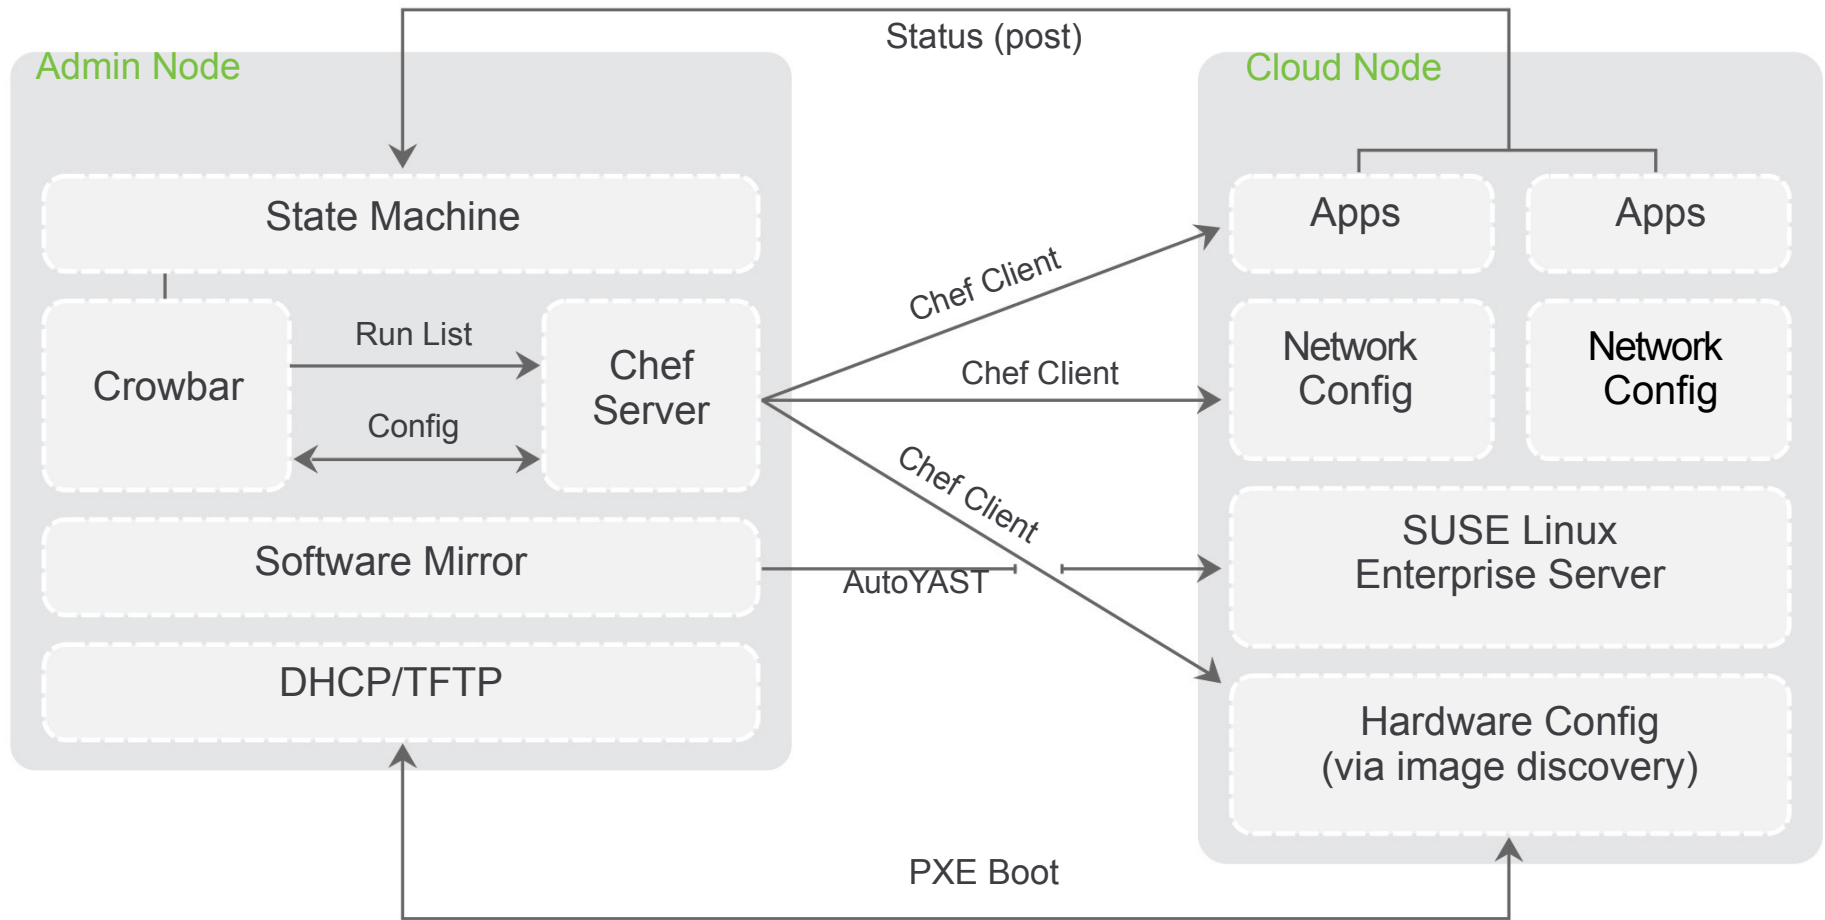 Status (post)
Admin Node
Cloud Node
State Machine
Apps
Apps
Chef Client
Run List
Crowbar
Chef
Server
Config
Chef Client
Network
Config
Network
Config
Chef Client
Software Mirror
AutoYAST
SUSE Linux
Enterprise Server
DHCP/TFTP
Hardware Config
(via image discovery)
PXE Boot